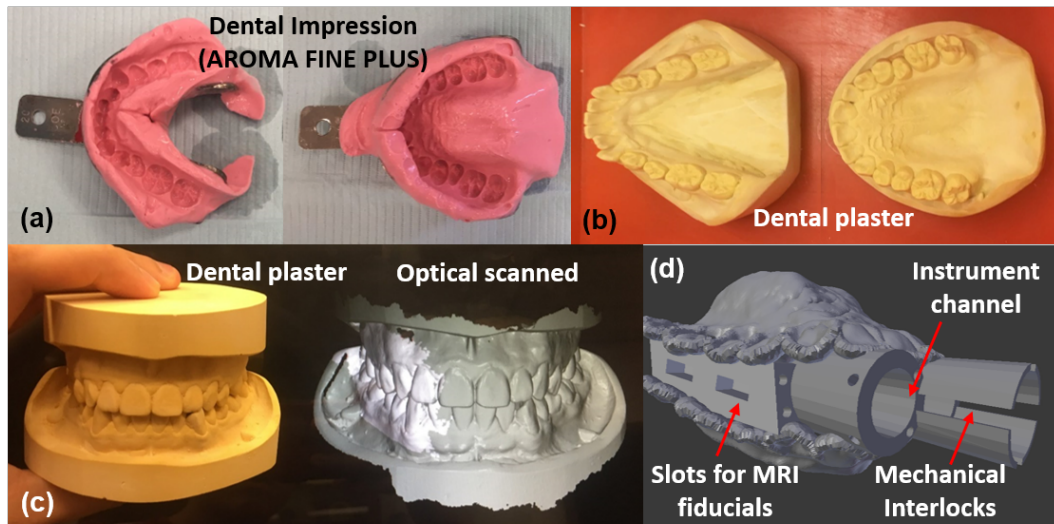 Dental Impression
(AROMA FINE PLUS)
(a)
(b)
Dental plaster
Dental plaster
Optical scanned
(c)
(d)
Instrument
channel
Slots for MRI
fiducials
Mechanical
Interlocks